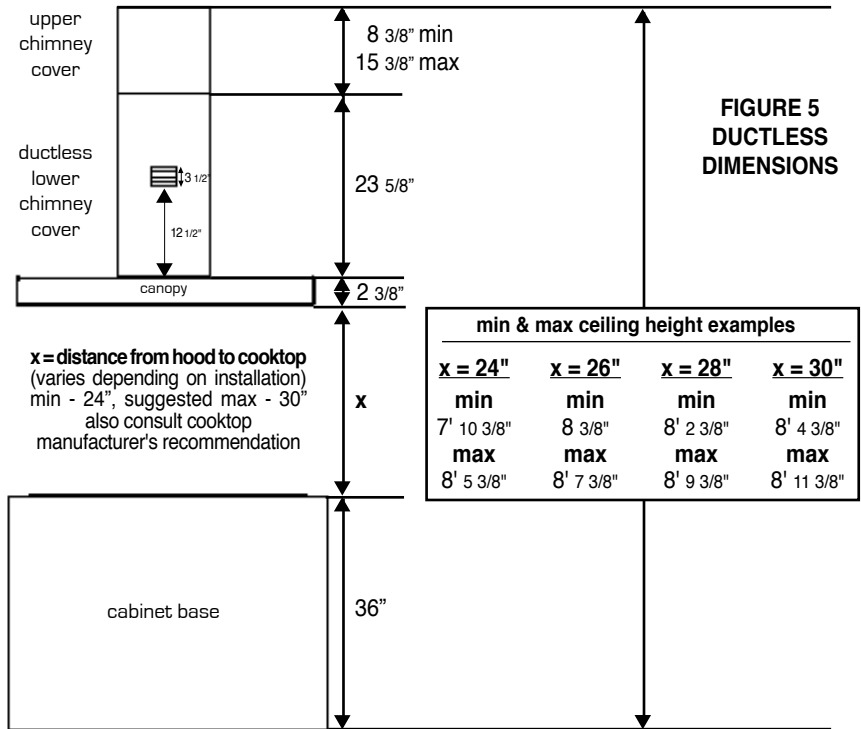 upper
chimney
cover
8 3/8” min
15 3/8” max
FIGURE 5
DUCTLESS
DIMENSIONS
ductless
lower
chimney
cover
3 1/2”
12 1/2”
23 5/8”
canopy
2 3/8”
x = distance from hood to cooktop
(varies depending on installation)
min - 24”, suggested max - 30”
also consult cooktop
manufacturer's recommendation
x
min & max ceiling height examples
x = 24" x = 26" x = 28" x = 30"
min min min min
7' 10 3/8" 8 3/8" 8' 2 3/8" 8' 4 3/8"
max max max max
8' 5 3/8" 8' 7 3/8" 8' 9 3/8" 8' 11 3/8"
cabinet base
36”